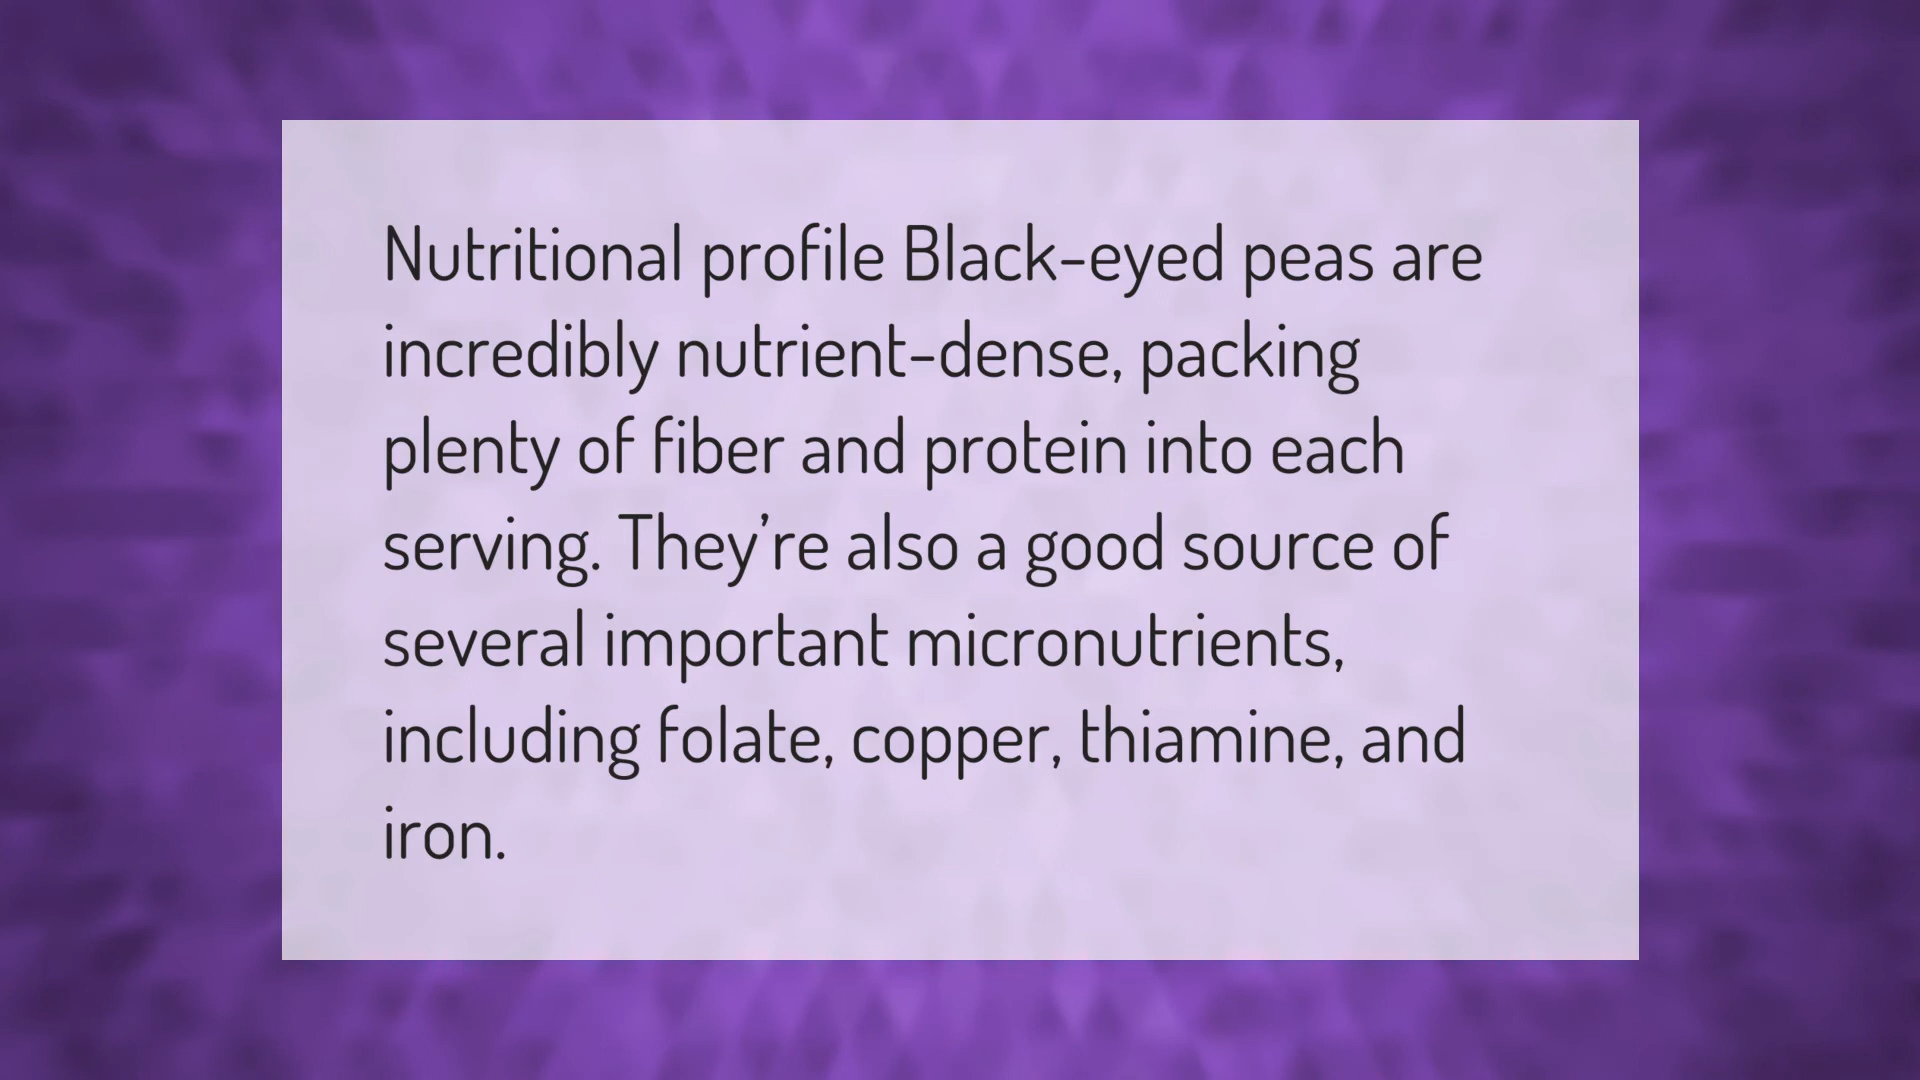 Nutritional profile Black-eyed peas are
incredibly nutrient-dense, packing
plenty of fiber and protein into each
serving. They’re also a good source of
several important micronutrients,
including folate, copper, thiamine, and
iron.